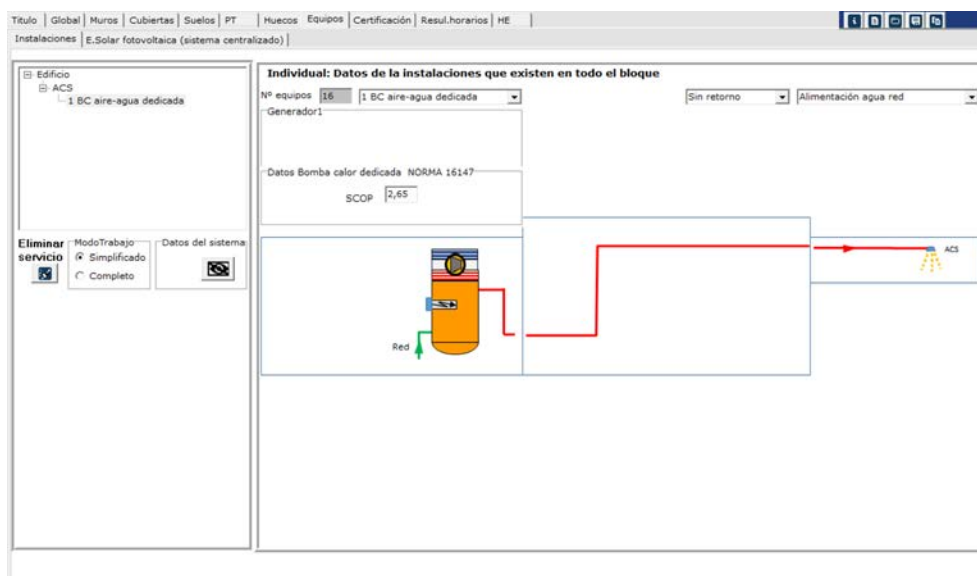 Titulo Global Muros Cubiertas Suelos PT Huecos Equipos Certificación Resul.horarios HE
Instalaciones E.Solar fotovoltaica (sistema centralizado)
Edificio
ACS
1 BC aire-agua dedicada
Individual: Datos de la instalaciones que existen en todo el bloque
Nº equipos 16 1 BC aire-agua dedicada Sin retorno Alimentación agua red
Generador1
Datos Bomba calor dedicada NORMA 16147
SCOP 2,65
Eliminar servicio
ModoTrabajo
Simplificado
Completo
Datos del sistema
ACS
Red